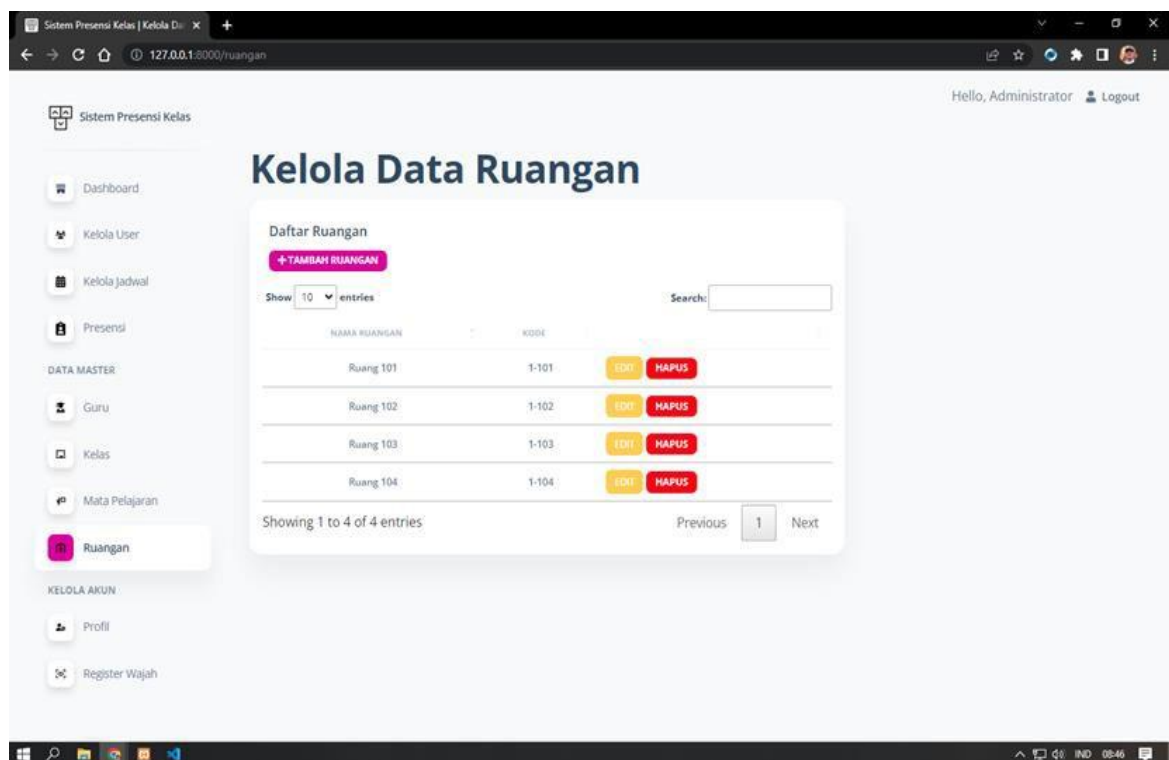 Sistem Presensi Kelas | Kelola Da
127.0.0.1:8000/ruangan
Hello, Administrator Logout
Sistem Presensi Kelas
Dashboard
Kelola User
Kelola Jadwal
Presensi
DATA MASTER
Guru
Kelas
Mata Pelajaran
Ruangan
KELOLA AKUN
Profil
Register Wajah
Kelola Data Ruangan
Daftar Ruangan
+TAMBAH RUANGAN
Show 10 entries Search:
NAMA RUANGAN KODE
Ruang 101 1-101 EDIT HAPUS
Ruang 102 1-102 EDIT HAPUS
Ruang 103 1-103 EDIT HAPUS
Ruang 104 1-104 EDIT HAPUS
Showing 1 to 4 of 4 entries Previous 1 Next
IND 08:46